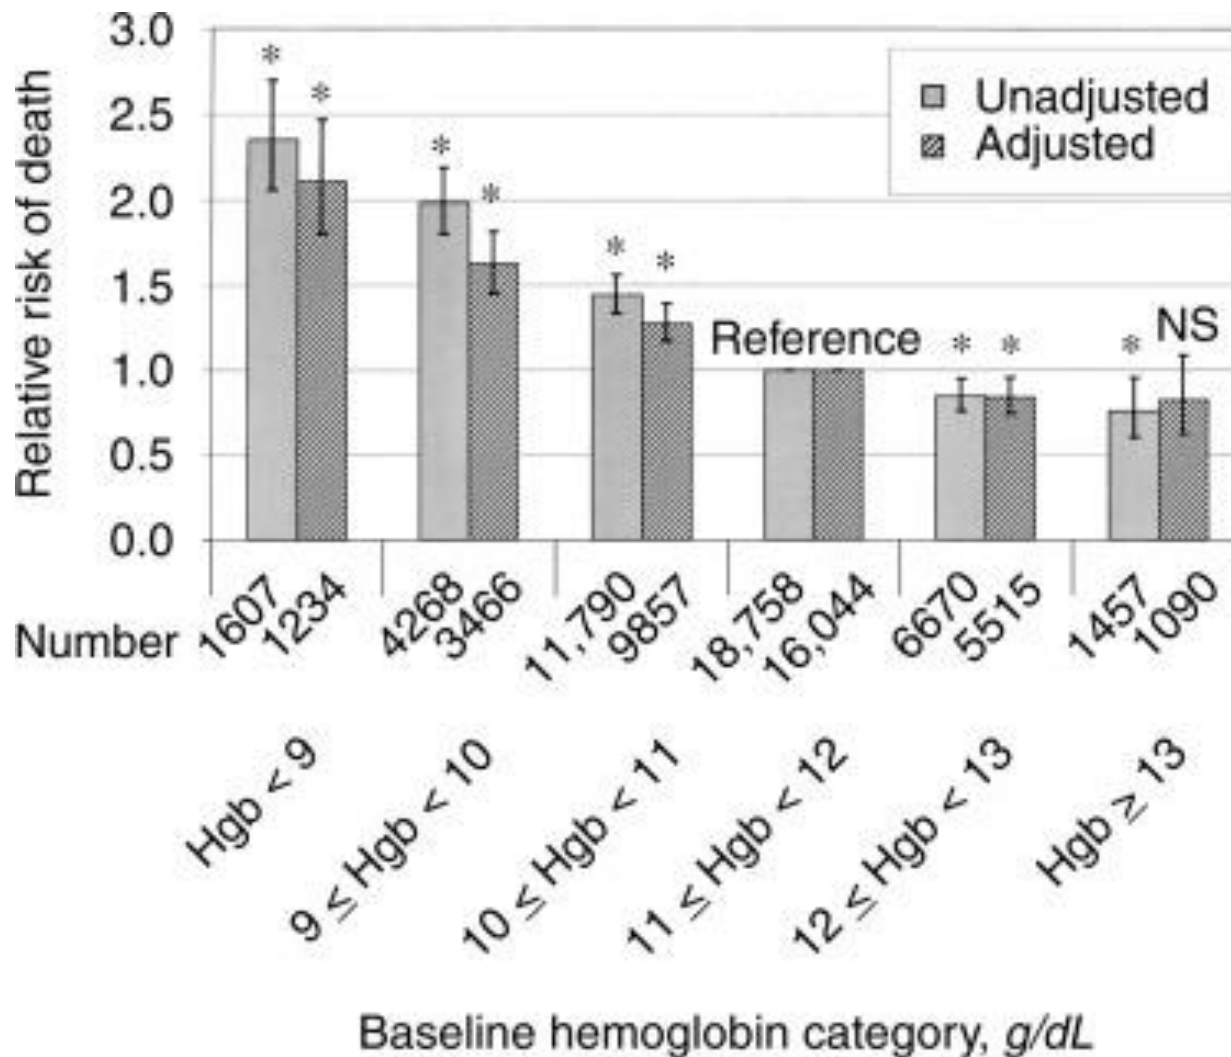 3.0
2.5
2.0
1.5
1.0
0.5
0.0
Relative risk of death
* * * * * * Reference * * * NS
Unadjusted
Adjusted
Number 1607 1234 4268 3466 11,790 9857 18,758 16,044 6670 5515 1457 1090
Hgb < 9
9 ≤ Hgb < 10
10 ≤ Hgb < 11
11 ≤ Hgb < 12
12 ≤ Hgb < 13
Hgb ≥ 13
Baseline hemoglobin category, g/dL